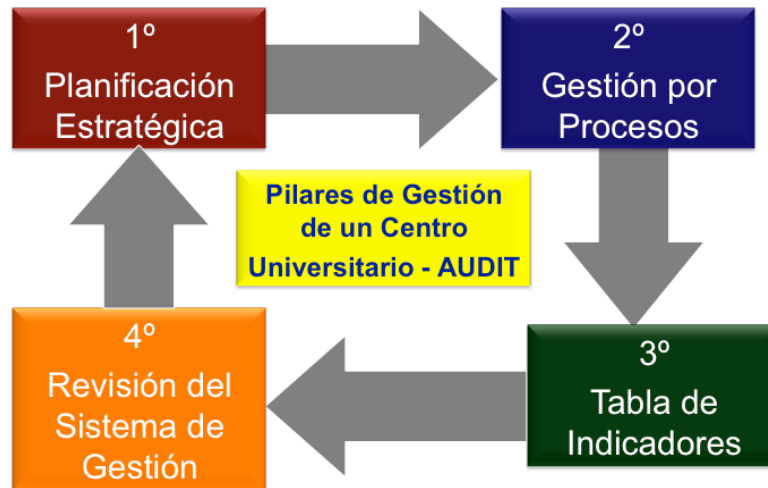 1º
Planificación
Estratégica
2º
Gestión por
Procesos
Pilares de Gestión
de un Centro
Universitario - AUDIT
4º
Revisión del
Sistema de
Gestión
3º
Tabla de
Indicadores